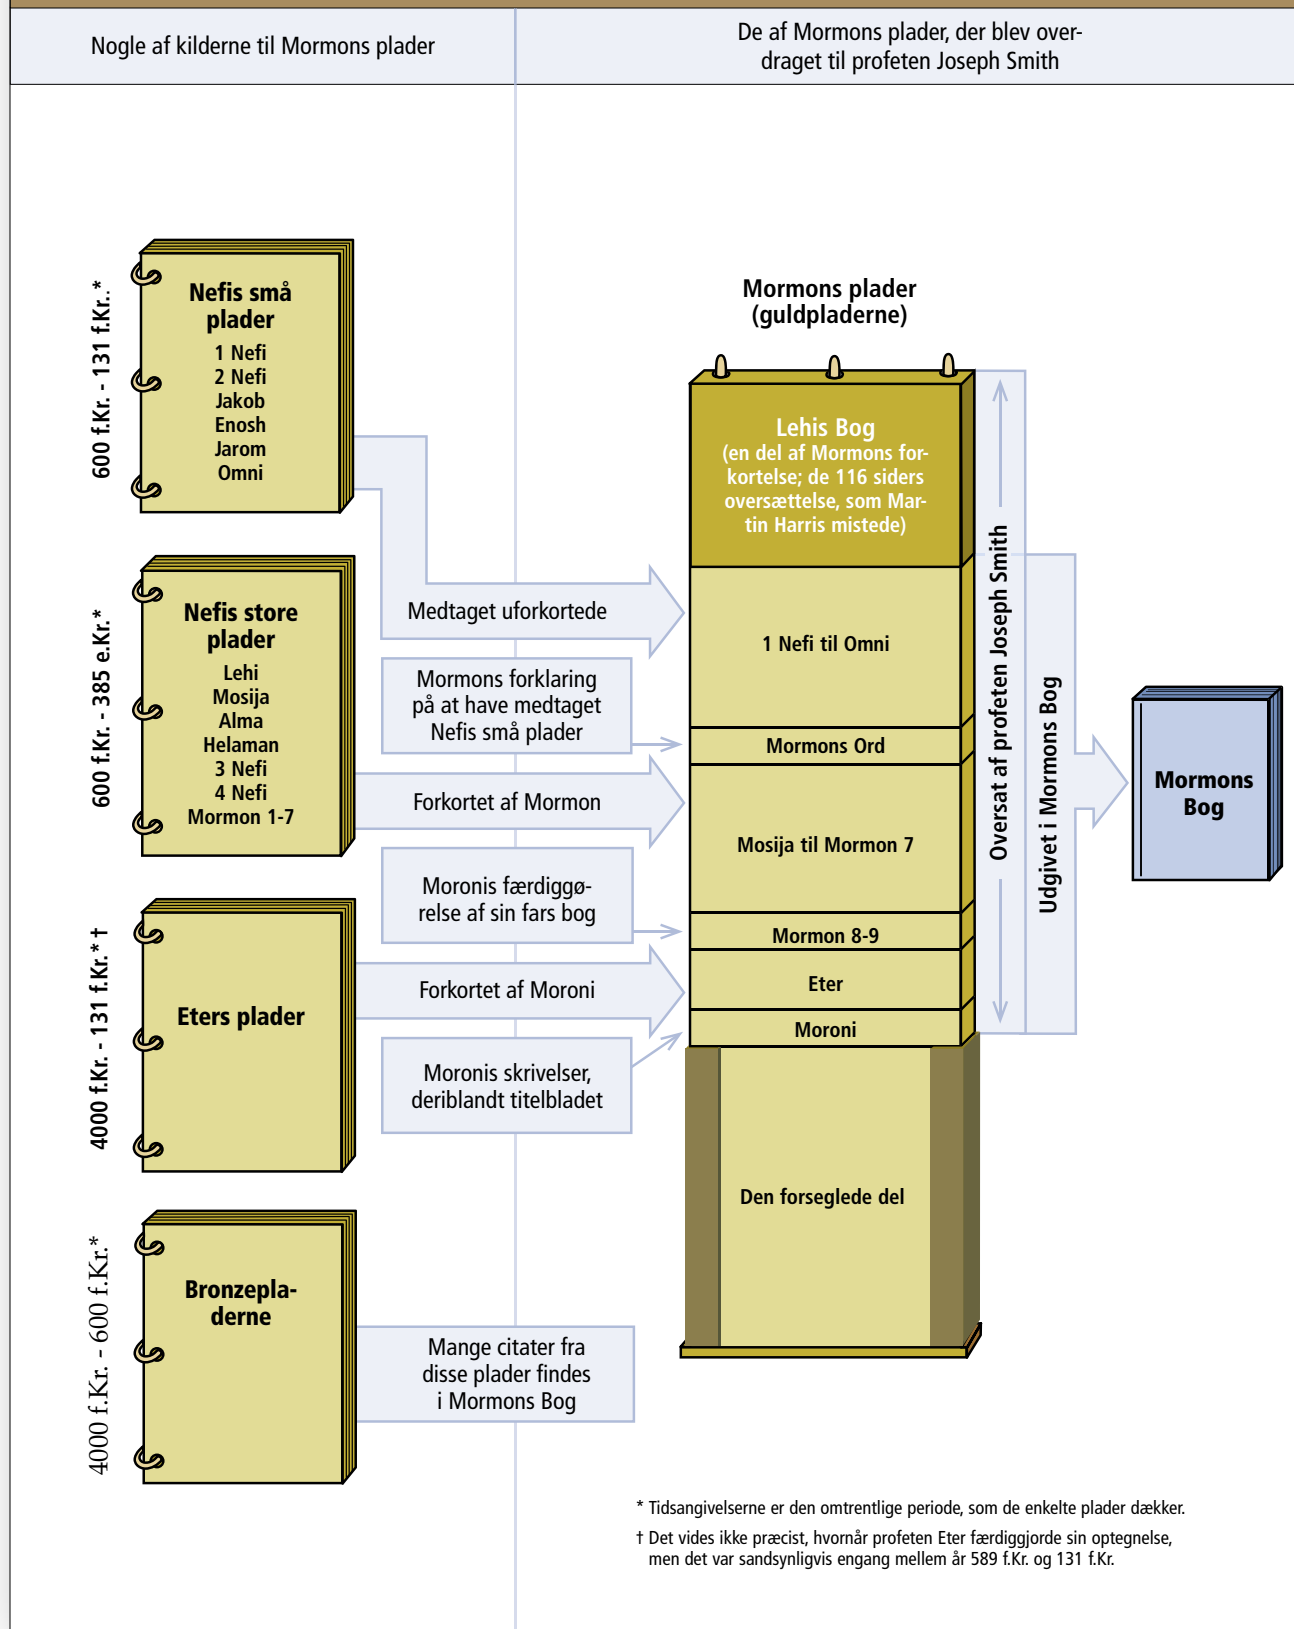 Nogle af kilderne til Mormons plader
De af Mormons plader, der blev over-
draget til profeten Joseph Smith
600 f.Kr. - 131 f.Kr..*
Nefis små
plader
1 Nefi
2 Nefi
Jakob
Enosh
Jarom
Omni
600 f.Kr. - 385 e.Kr.*
Nefis store
plader
Lehi
Mosija
Alma
Helaman
3 Nefi
4 Nefi
Mormon 1-7
4000 f.Kr. - 131 f.Kr.* †
Eters plader
4000 f.Kr. - 600 f.Kr.*
Bronzepla-
derne
Medtaget uforkortede
Mormons forklaring
på at have medtaget
Nefis små plader
Forkortet af Mormon
Moronis færdiggø-
relse af sin fars bog
Forkortet af Moroni
Moronis skrivelser,
deriblandt titelbladet
Mange citater fra
disse plader findes
i Mormons Bog
Mormons plader
(guldpladerne)
Lehis Bog
(en del af Mormons for-
kortelse; de 116 siders
oversættelse, som Mar-
tin Harris mistede)
1 Nefi til Omni
Mormons Ord
Mosija til Mormon 7
Mormon 8-9
Eter
Moroni
Den forseglede del
Oversat af profeten Joseph Smith
Udgivet i Mormons Bog
Mormons
Bog
* Tidsangivelserne er den omtrentlige periode, som de enkelte plader dækker.
† Det vides ikke præcist, hvornår profeten Eter færdiggjorde sin optegnelse,
men det var sandsynligvis engang mellem år 589 f.Kr. og 131 f.Kr.